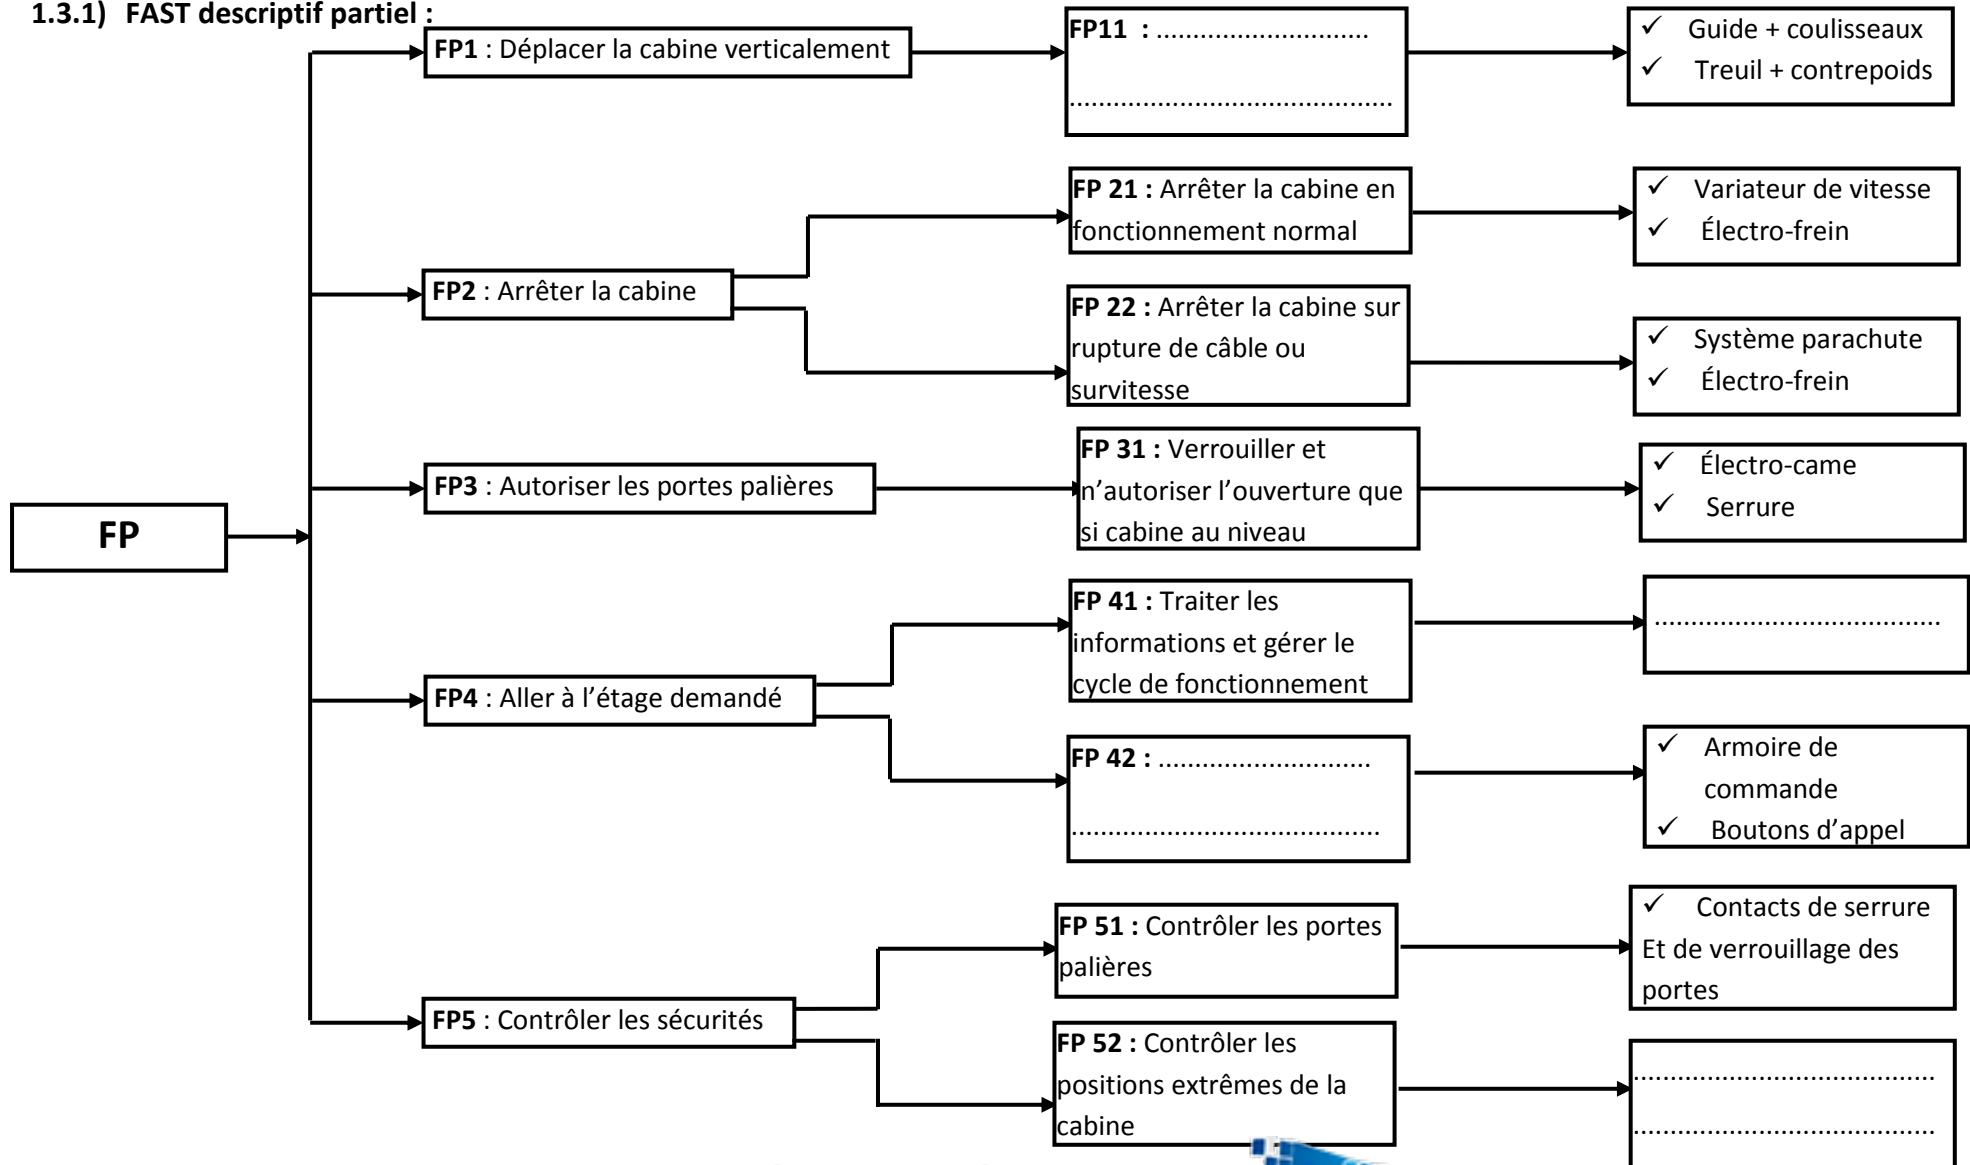 1.3.1) FAST descriptif partiel :
FP1 : Déplacer la cabine verticalement
FP11 : .............................
............................................
✓ Guide + coulisseaux
✓ Treuil + contrepoids
FP 21 : Arrêter la cabine en
fonctionnement normal
✓ Variateur de vitesse
✓ Électro-frein
FP2 : Arrêter la cabine
FP 22 : Arrêter la cabine sur
rupture de câble ou
survitesse
✓ Système parachute
✓ Électro-frein
FP3 : Autoriser les portes palières
FP 31 : Verrouiller et
n’autoriser l’ouverture que
si cabine au niveau
✓ Électro-came
✓ Serrure
FP
FP 41 : Traiter les
informations et gérer le
cycle de fonctionnement
.......................................
FP4 : Aller à l’étage demandé
FP 42 : .............................
..........................................
✓ Armoire de
commande
✓ Boutons d’appel
FP 51 : Contrôler les portes
palières
✓ Contacts de serrure
Et de verrouillage des
portes
FP5 : Contrôler les sécurités
FP 52 : Contrôler les
positions extrêmes de la
cabine
.........................................
.........................................